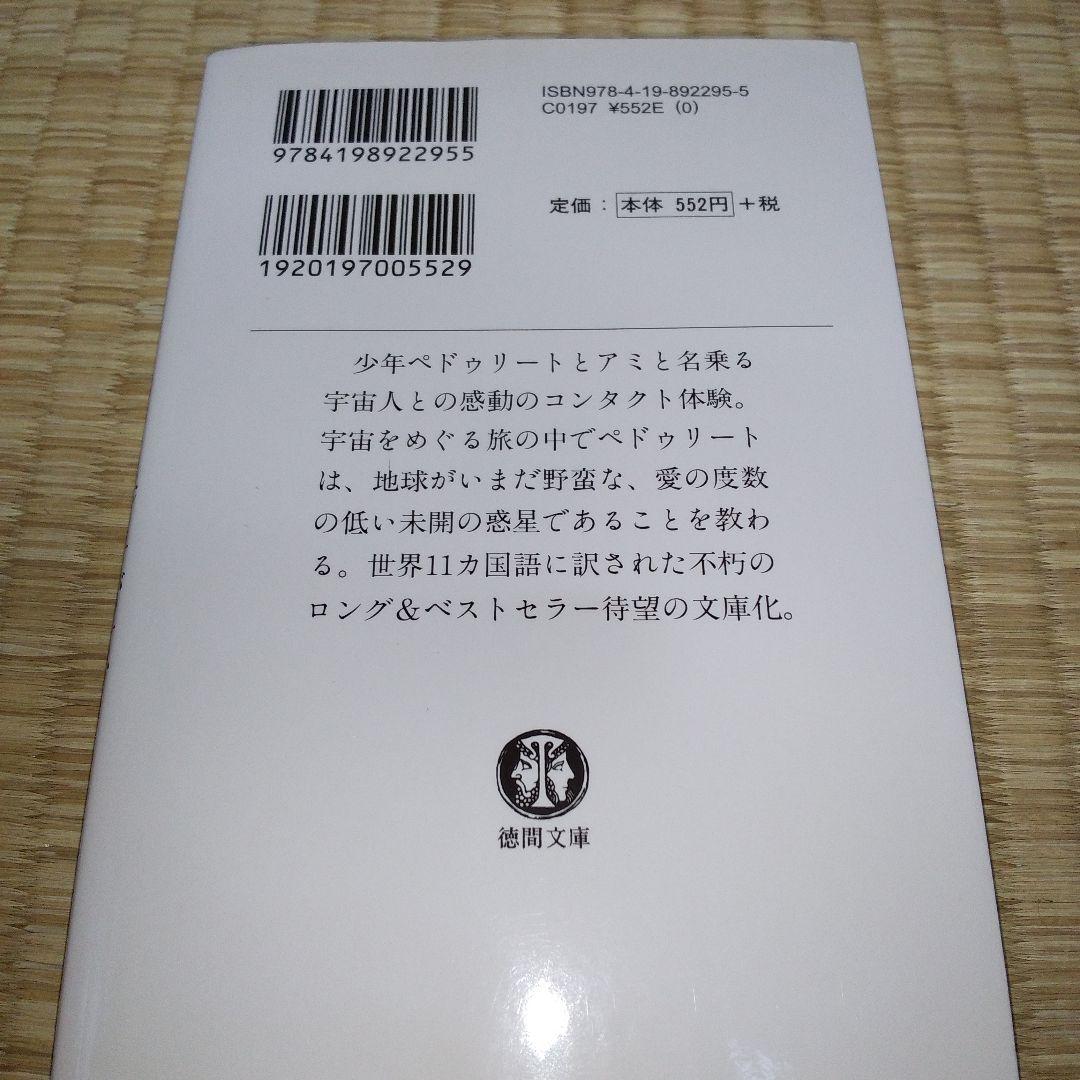 ISBN978-4-19-892295-5
C0197 ¥552E (0)
9784198922955
定価：本体 552円＋税
1920197005529
少年ペドゥリートとアミと名乗る
宇宙人との感動のコンタクト体験。
宇宙をめぐる旅の中でペドゥリート
は、地球がいまだ野蛮な、愛の度数
の低い未開の惑星であることを教わ
る。世界11カ国語に訳された不朽の
ロング＆ベストセラー待望の文庫化。
徳間文庫